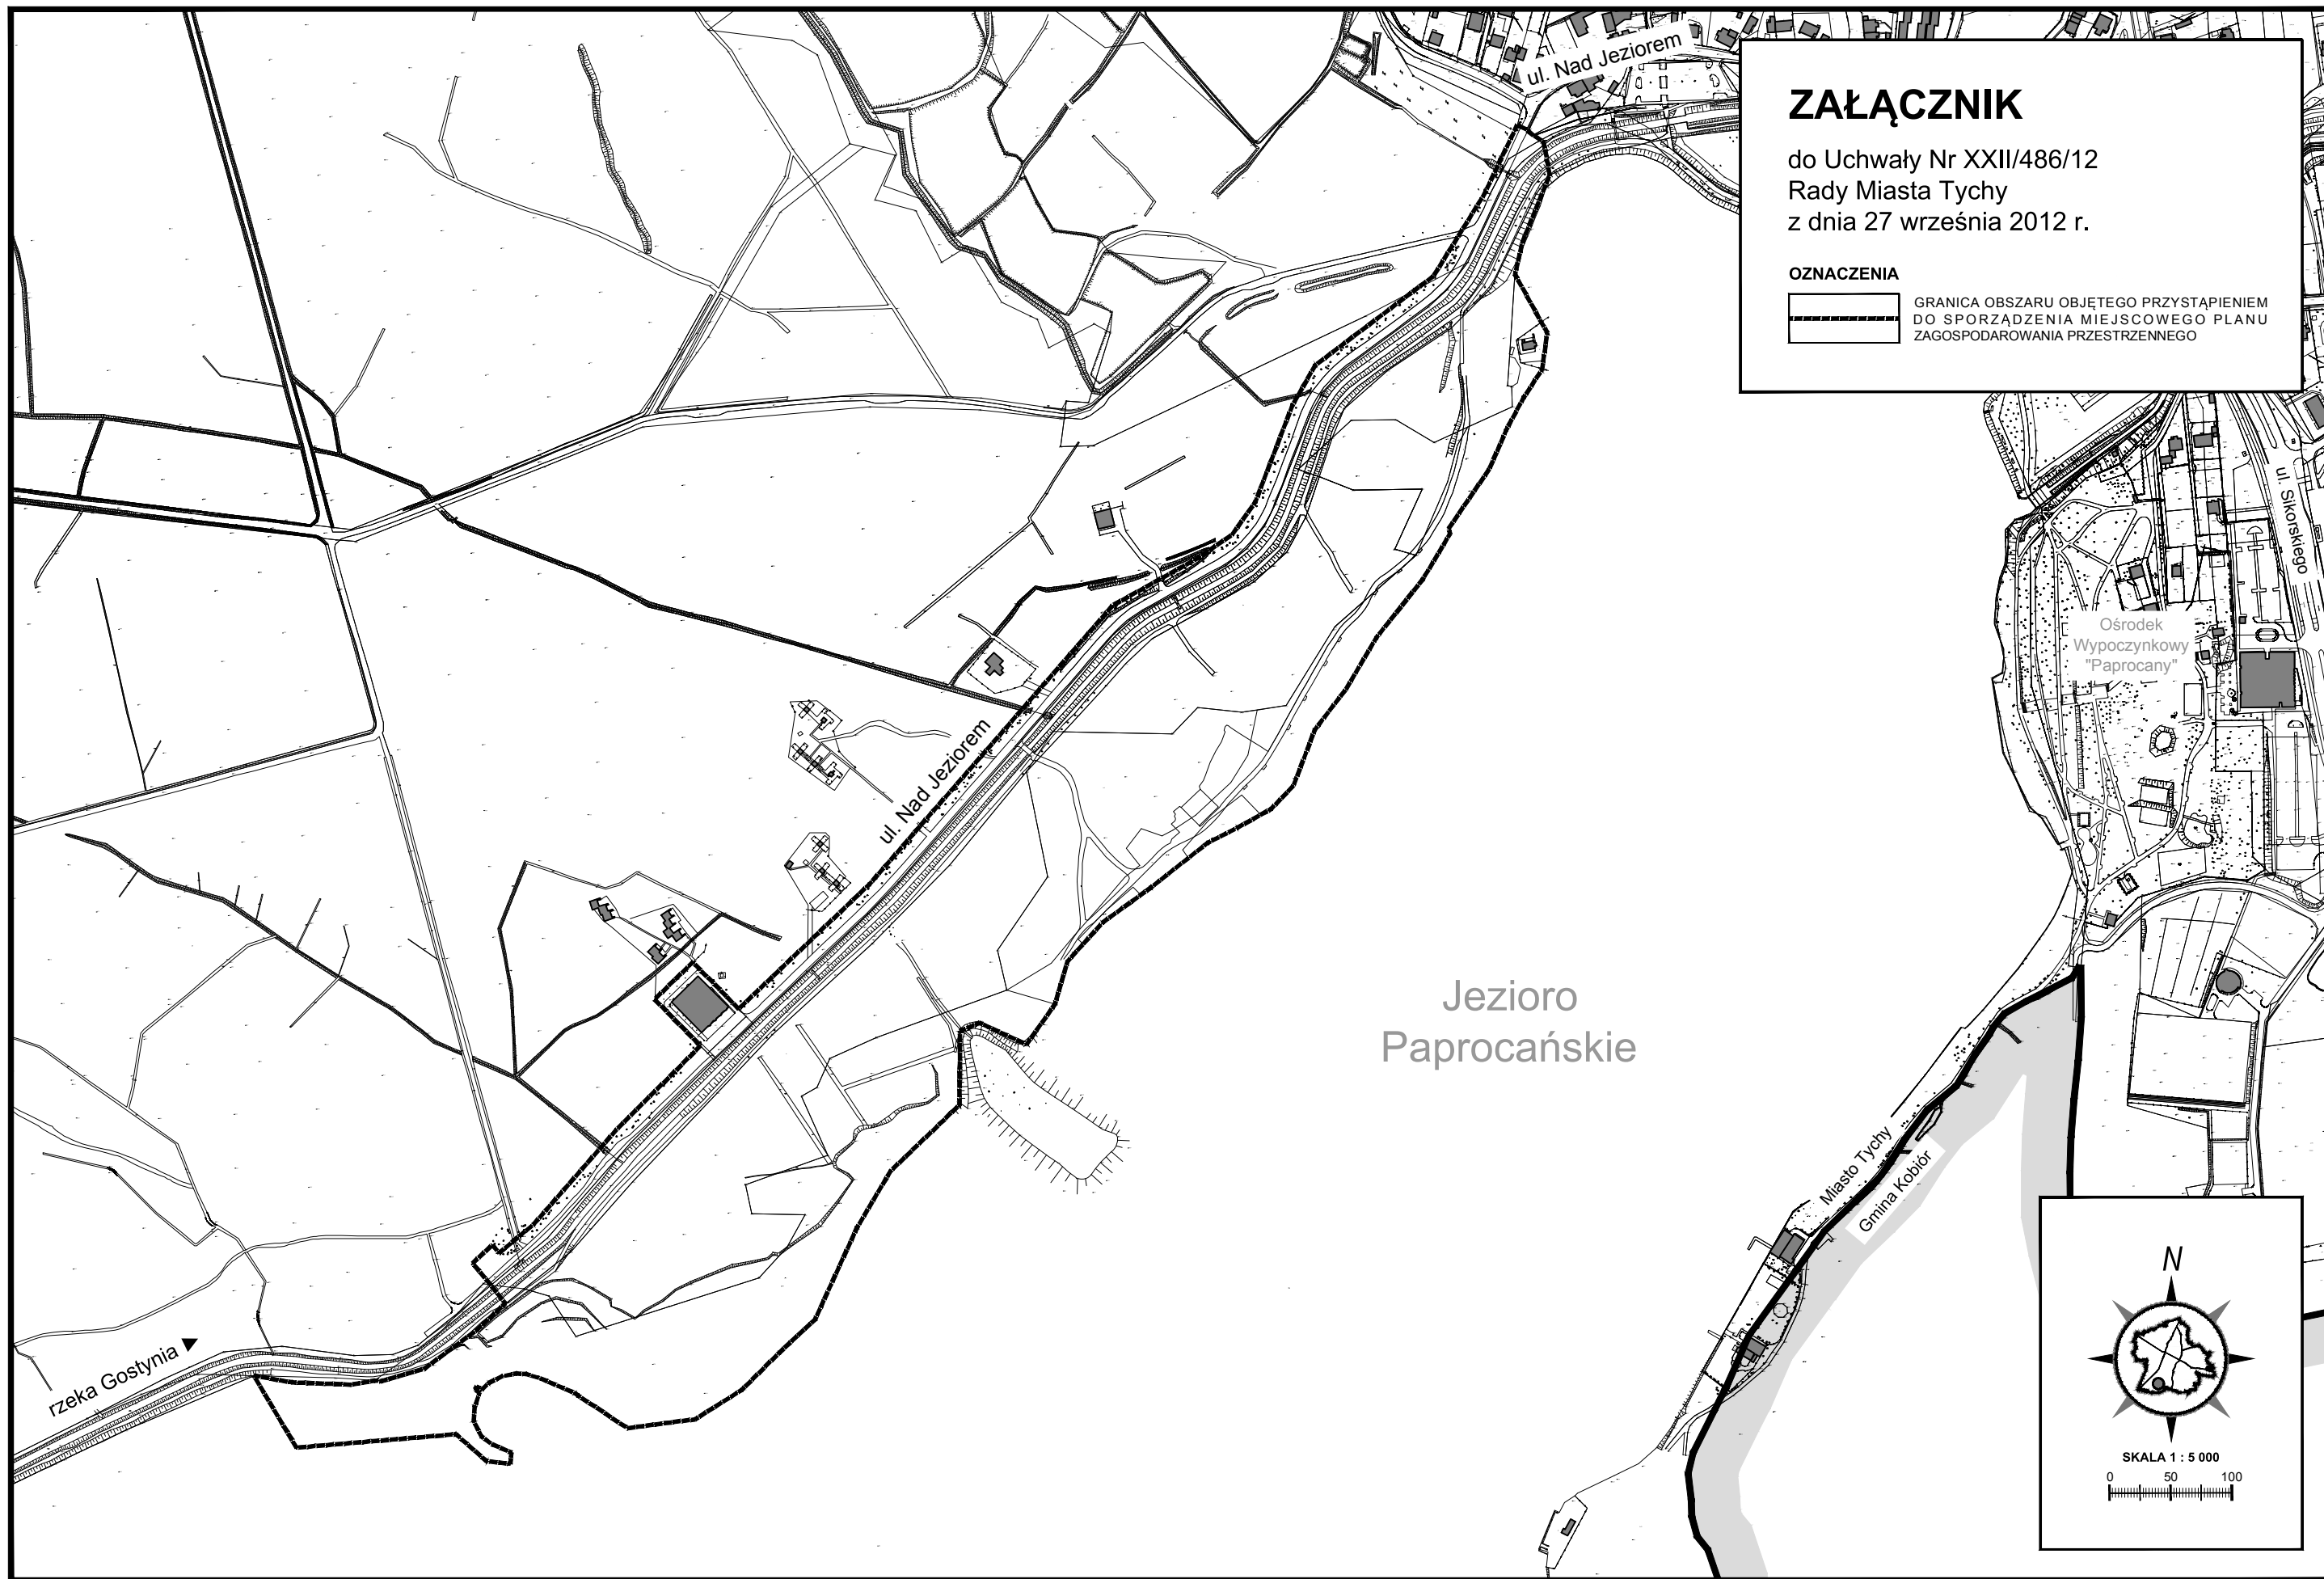 ul. Nad Jeziorem
ZAŁĄCZNIK
do Uchwały Nr XXII/486/12
Rady Miasta Tychy
z dnia 27 września 2012 r.
OZNACZENIA
GRANICA OBSZARU OBJĘTEGO PRZYSTĄPIENIEM
DO SPORZĄDZENIA MIEJSCOWEGO PLANU
ZAGOSPODAROWANIA PRZESTRZENNEGO
ul. Sikorskiego
Ośrodek
Wypoczynkowy
"Paprocany"
ul. Nad Jeziorem
Jezioro
Paprocańskie
Miasto Tychy
Gmina Kobiór
rzeka Gostynia
N
SKALA 1 : 5 000
0 50 100